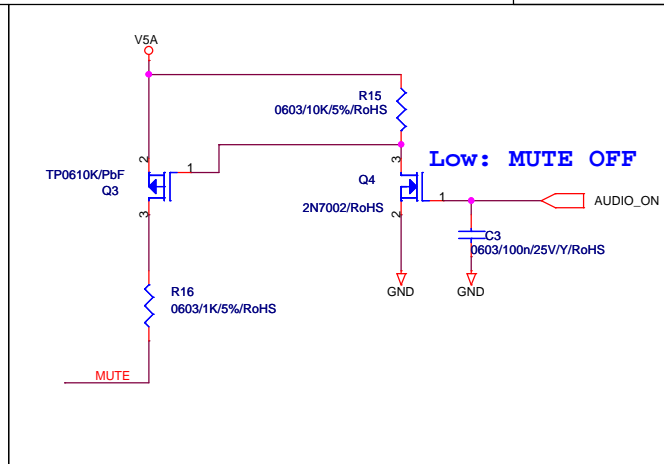 V5A
R15
0603/10K/5%/RoHS
Low: MUTE OFF
2
1
3
TP0610K/PbF
Q3
Q4
1
AUDIO_ON
3
2N7002/RoHS
2
C3
0603/100n/25V/Y/RoHS
R16
0603/1K/5%/RoHS
GND
GND
MUTE